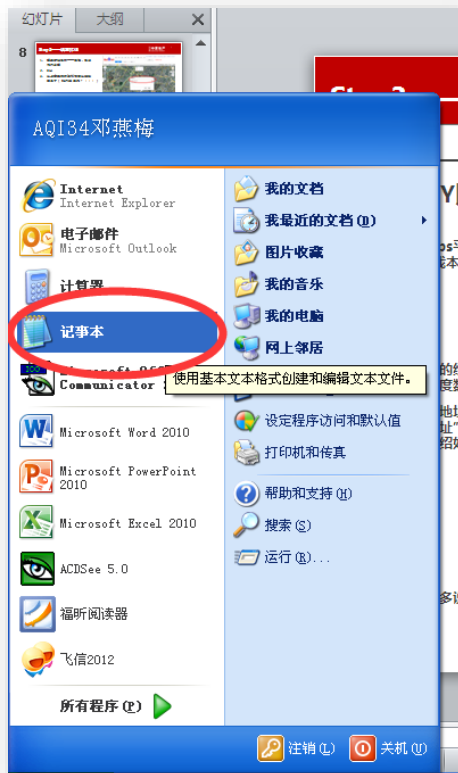 幻灯片
大纲
8
AQI34邓燕梅
Internet
Internet Explorer
电子邮件
Microsoft Outlook
计算器
记事本
Communicator
使用基本文本格式创建和编辑文本文件。
Microsoft Word 2010
Microsoft PowerPoint
2010
Microsoft Excel 2010
ACDSee 5.0
福昕阅读器
飞信2012
所有程序(P)
我的文档
我最近的文档(D)
图片收藏
我的音乐
我的电脑
网上邻居
设定程序访问和默认值
打印机和传真
帮助和支持(H)
搜索(S)
运行(R)...
注销(L)
关机(U)